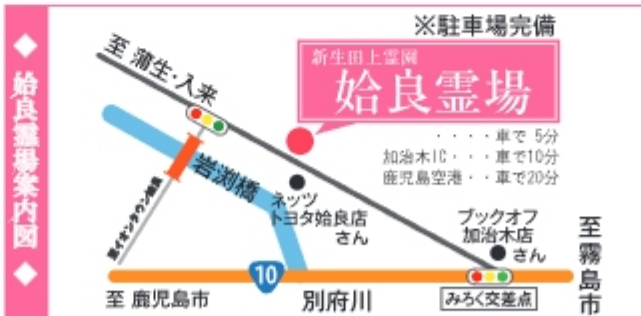 ◆ 姶良霊場案内図 ◆
※駐車場完備
新生田上霊園
姶良霊場
・・・・車で 5分
加治木IC・・・車で10分
鹿児島空港・・車で20分
至 蒲生・入来
岩渕橋
ネッツ
トヨタ姶良店
さん
ブックオフ
加治木店
さん
至霧島市
10
至 鹿児島市
別府川
みろく交差点